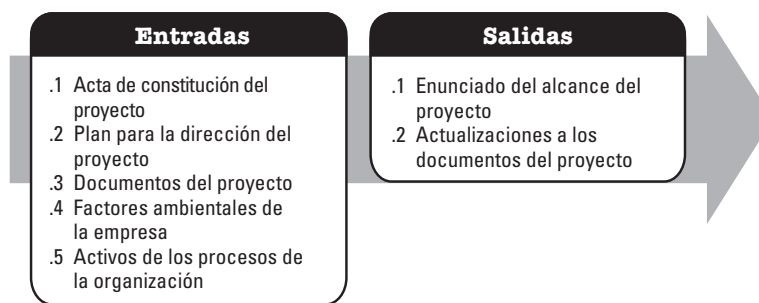 Entradas
.1 Acta de constitución del
proyecto
.2 Plan para la dirección del
proyecto
.3 Documentos del proyecto
.4 Factores ambientales de
la empresa
.5 Activos de los procesos de
la organización
Salidas
.1 Enunciado del alcance del
proyecto
.2 Actualizaciones a los
documentos del proyecto